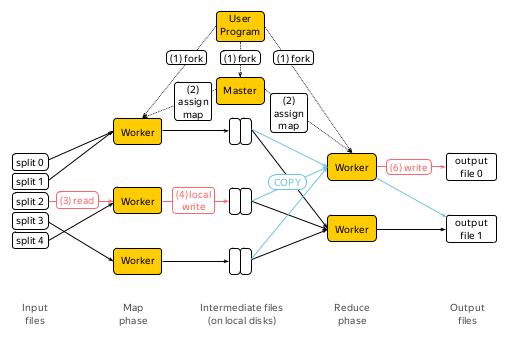 User
Program
(1) fork
(1) fork
(1) fork
(2)
assign
map
Master
(2)
assign
map
Worker
split 0
split 1
split 2
split 3
split 4
(3) read
Worker
(4) local
write
COPY
Worker
Worker
(6) write
output
file 0
Worker
output
file 1
Input
files
Map
phase
Intermediate files
(on local disks)
Reduce
phase
Output
files